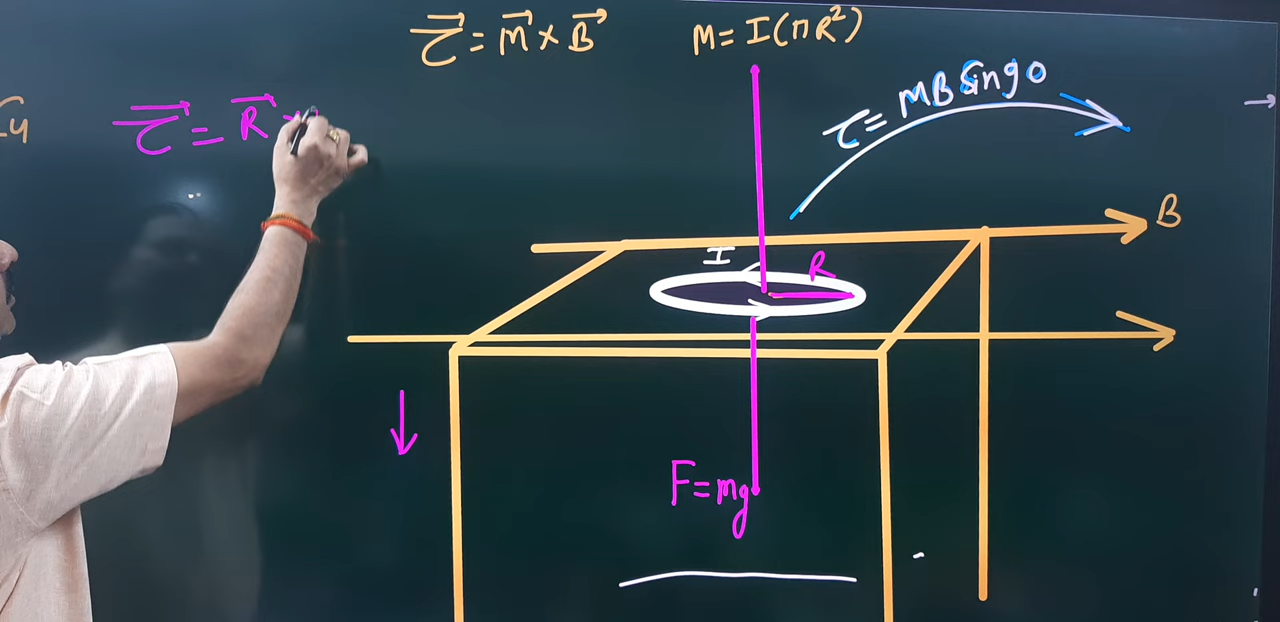 τ⃗ = M⃗ × B⃗
M = I(πR²)
τ = MB Sin90
τ⃗ = R⃗ ×
B
I
R
F = mg